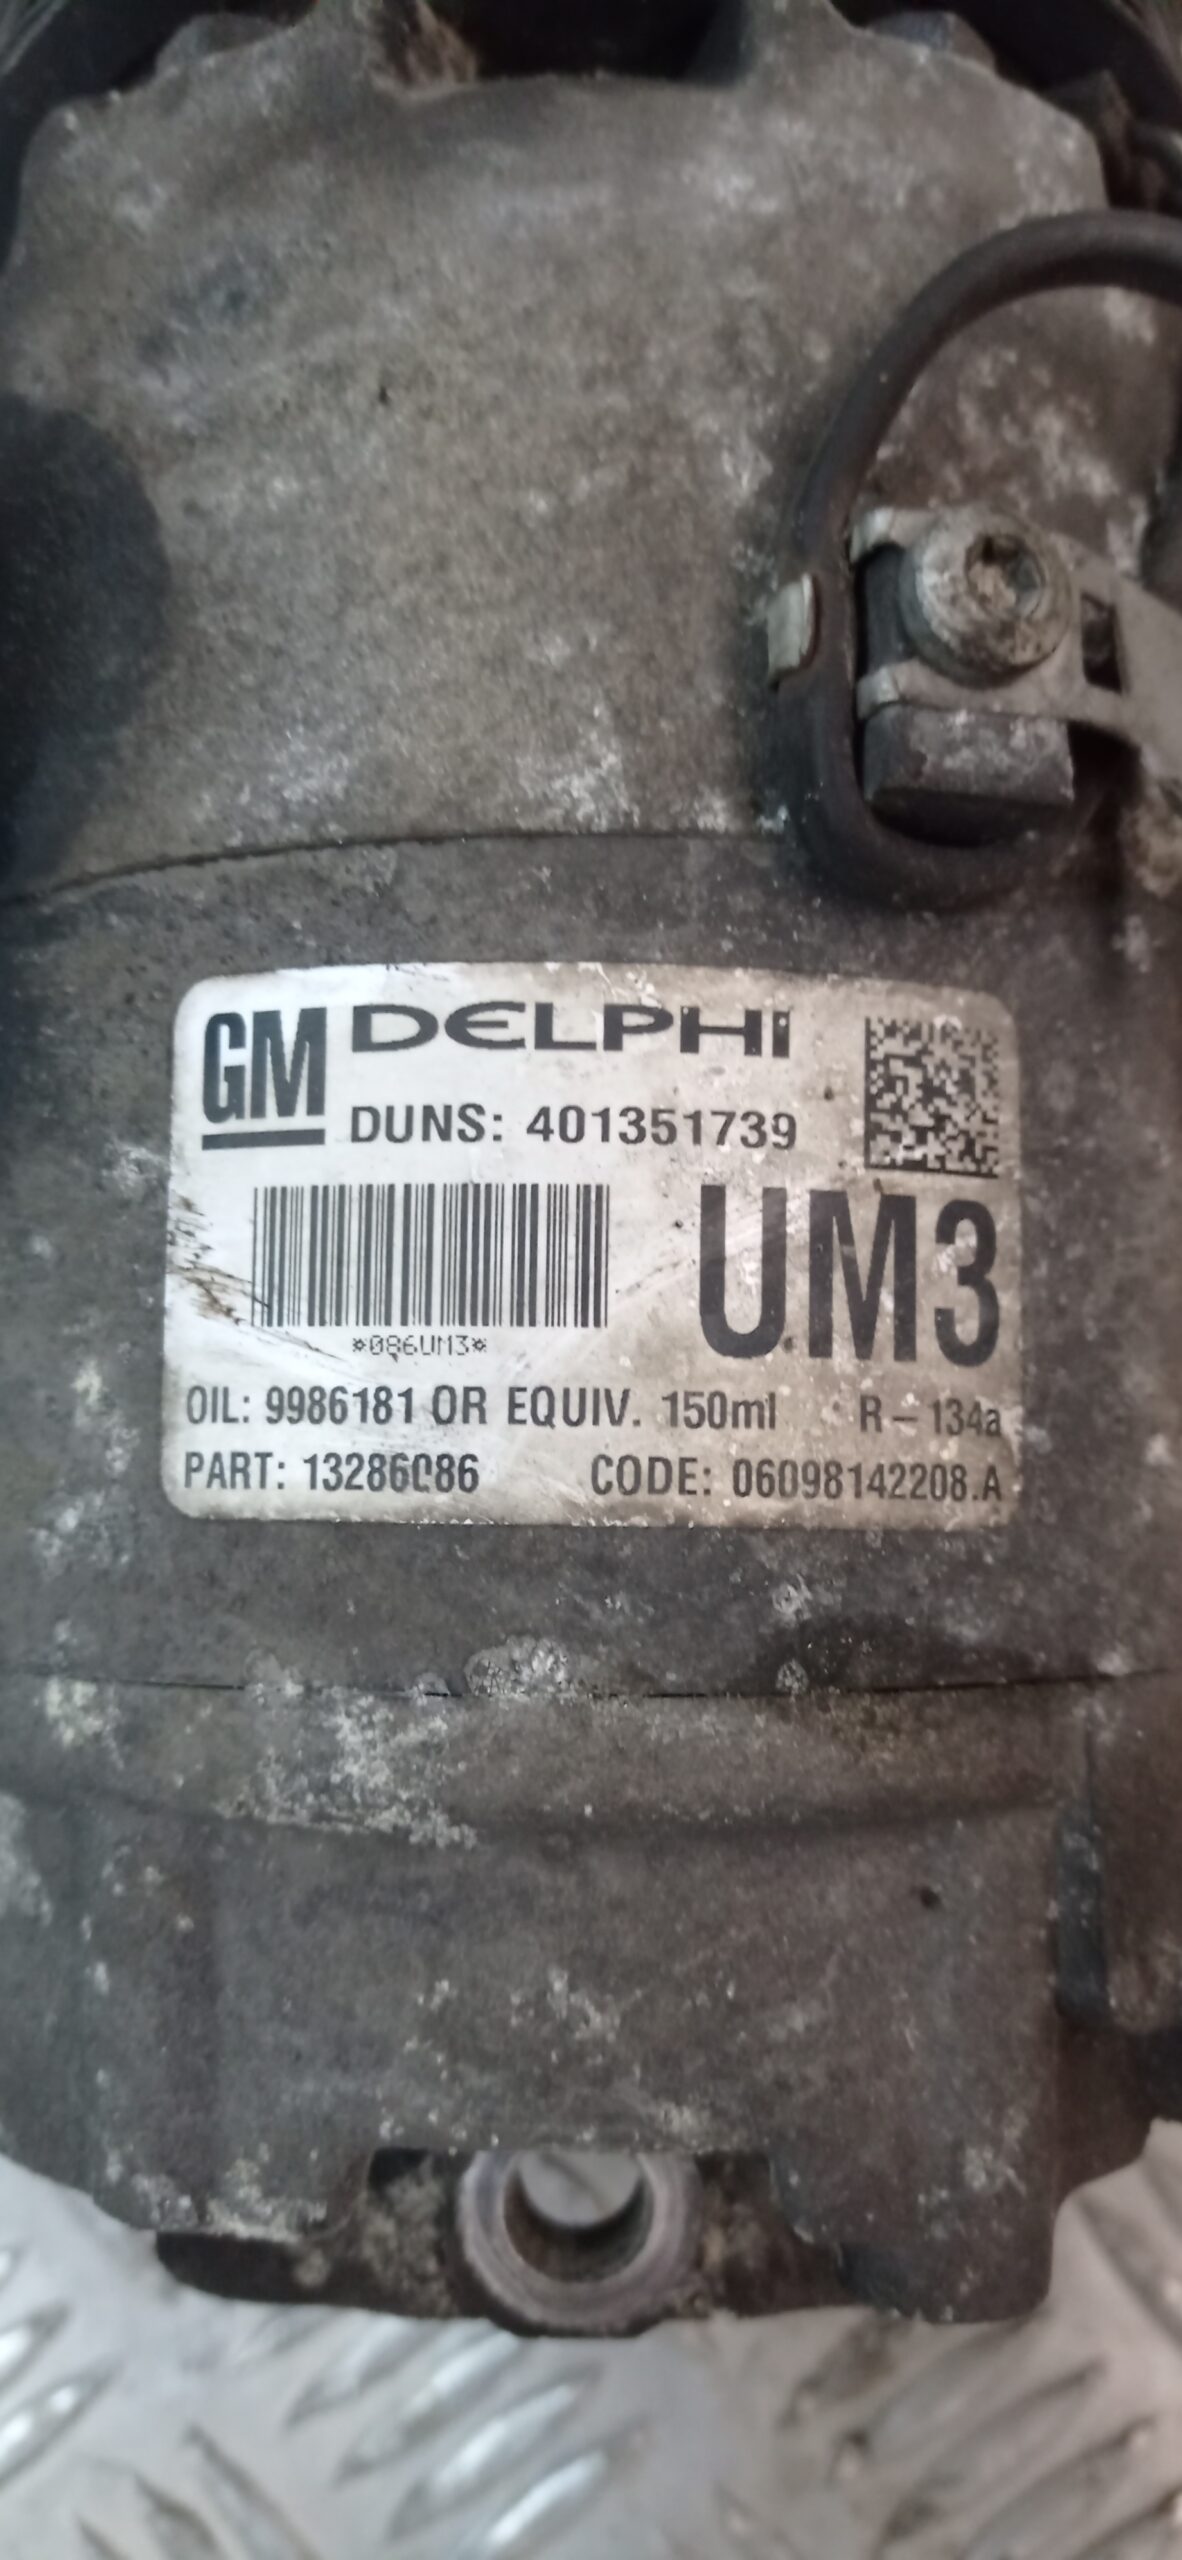 GM DELPHI
DUNS: 401351739
UM3
*086UM3*
OIL: 9986181 OR EQUIV. 150ml R-134a
PART: 13286086 CODE: 06098142208.A